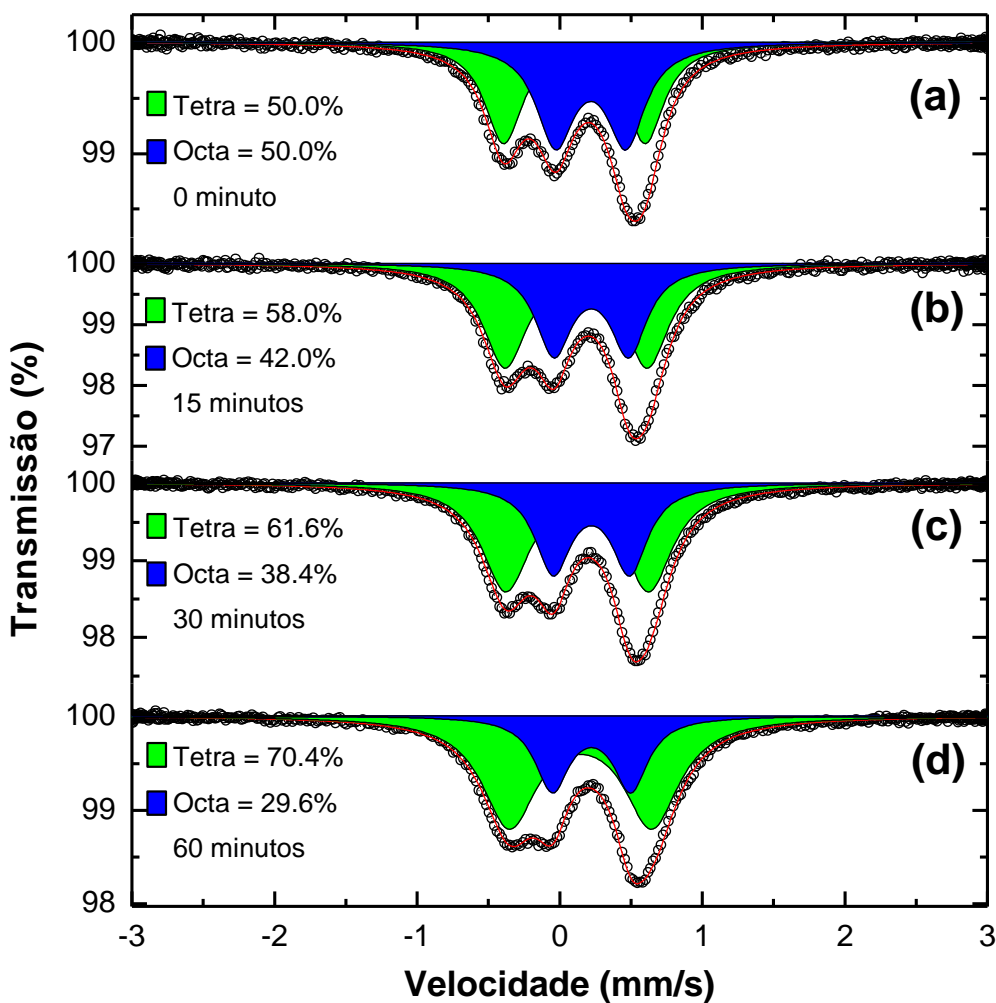 100
99
Tetra = 50.0%
Octa = 50.0%
0 minuto
(a)
100
99
98
97
Tetra = 58.0%
Octa = 42.0%
15 minutos
(b)
100
99
98
Tetra = 61.6%
Octa = 38.4%
30 minutos
(c)
100
99
98
Tetra = 70.4%
Octa = 29.6%
60 minutos
(d)
Transmissão (%)
-3 -2 -1 0 1 2 3
Velocidade (mm/s)